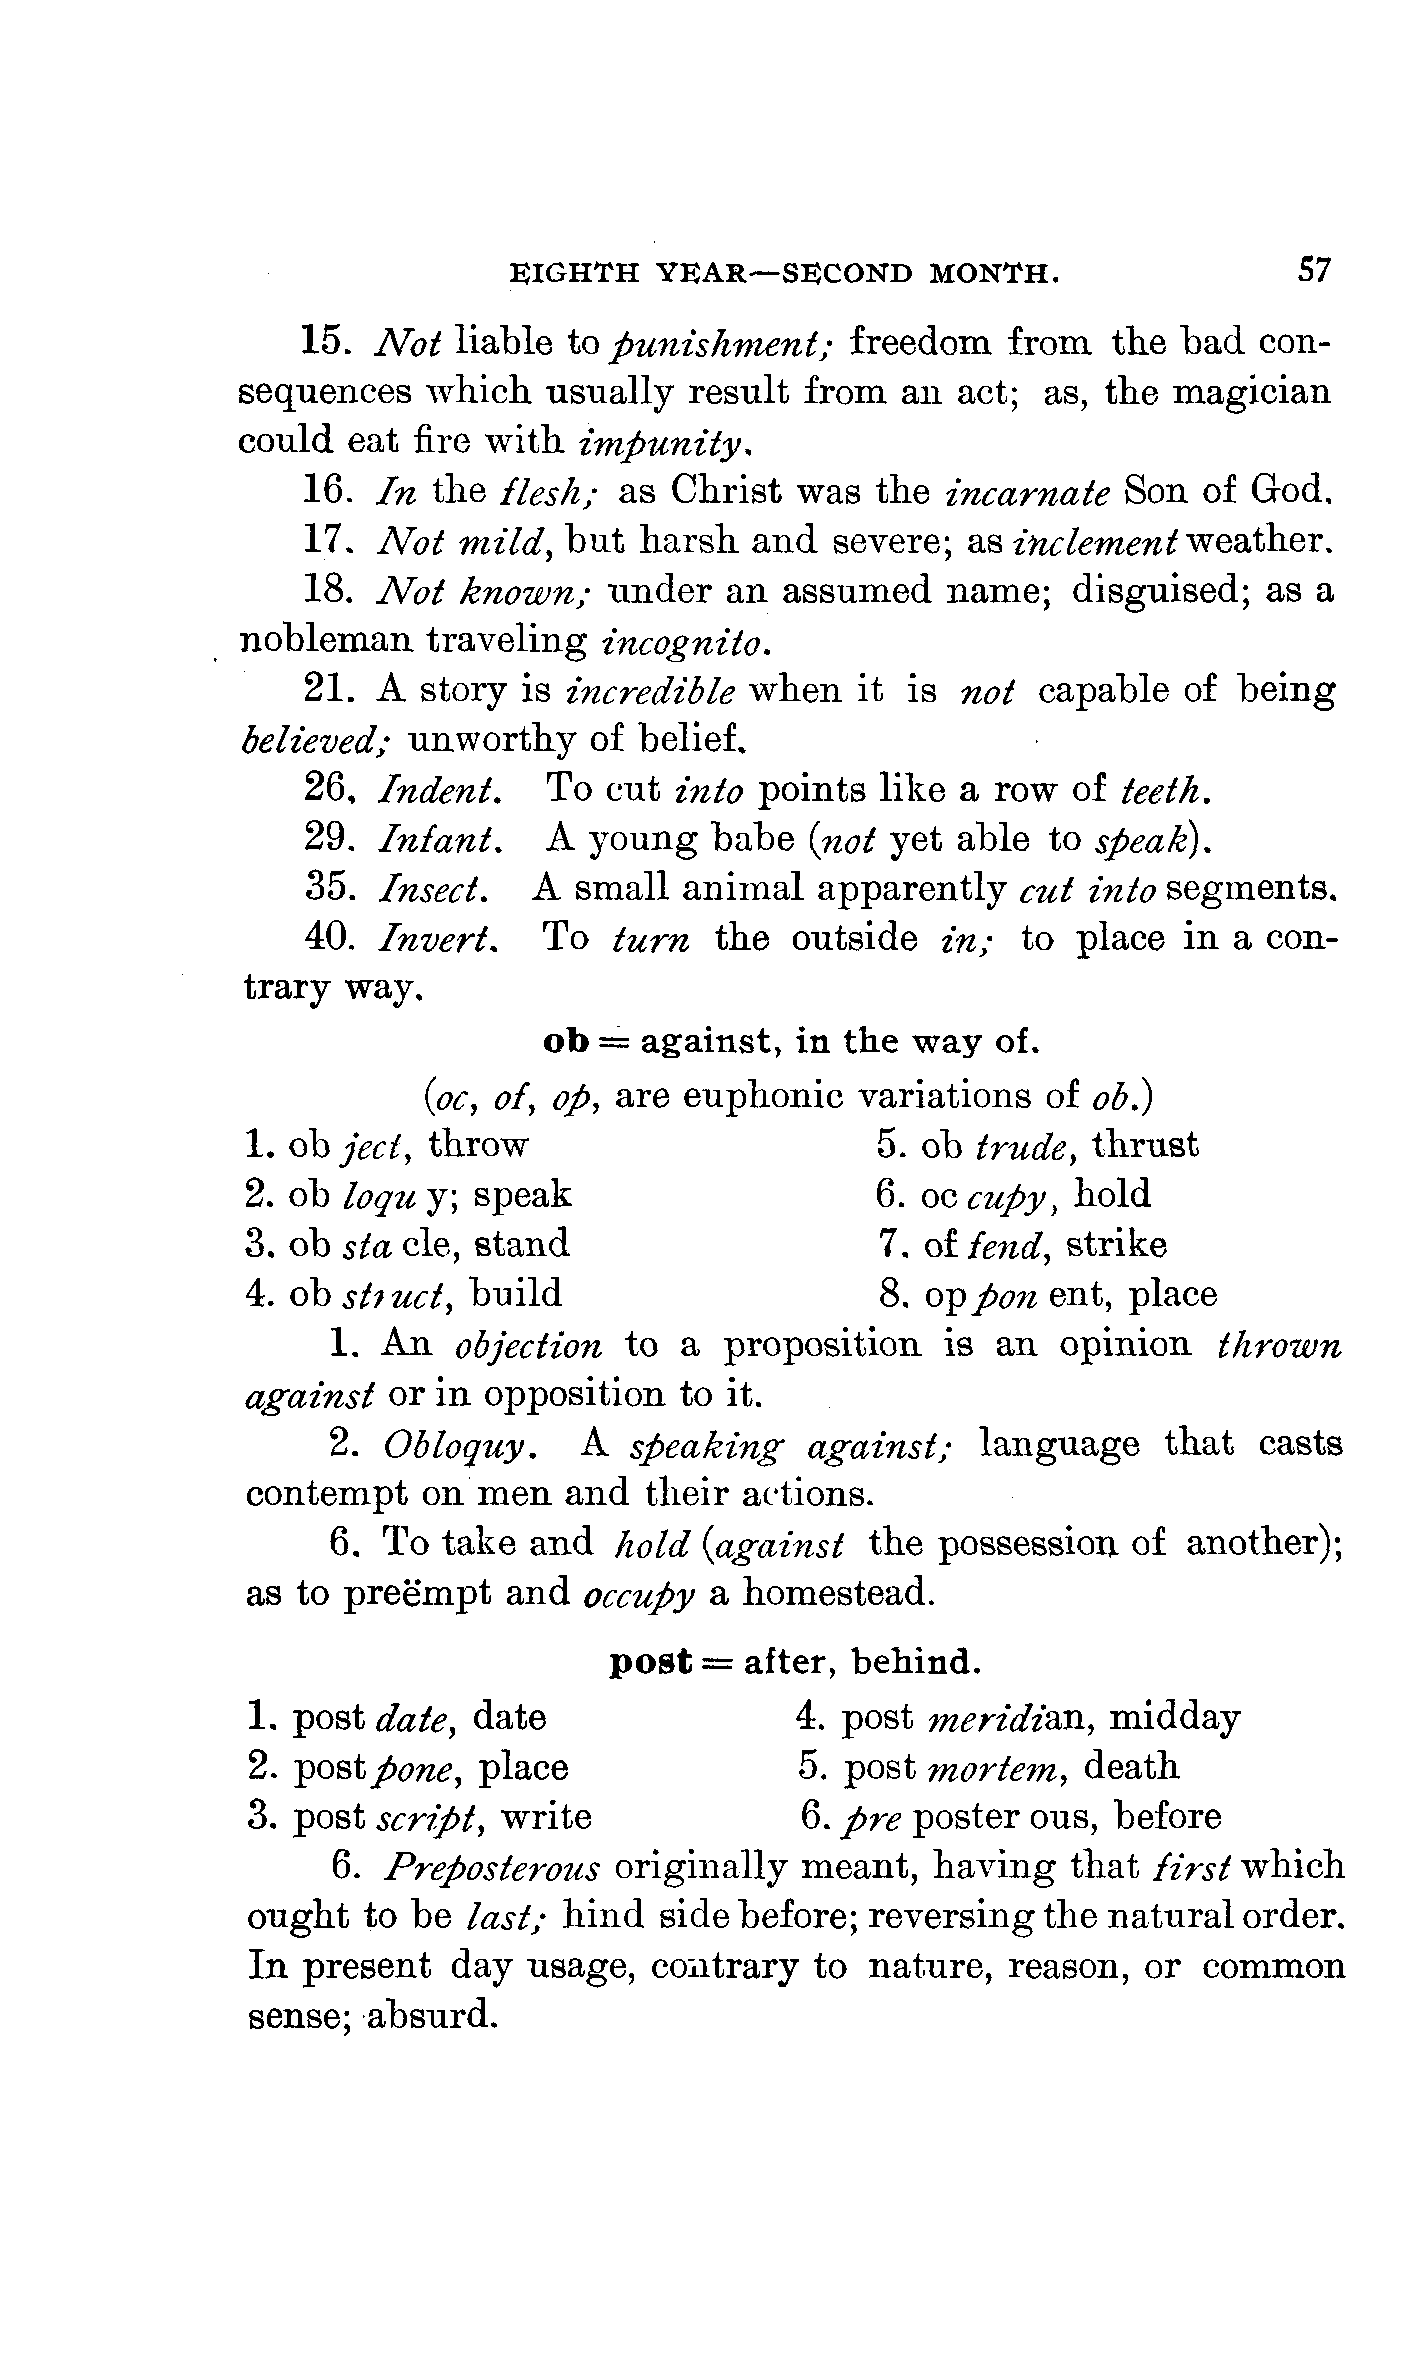 EIGHTH YEAR—SECOND MONTH. 57
15. Not liable to punishment; freedom from the bad con-
sequences which usually result from an act; as, the magician
could eat fire with impunity.
16. In the flesh; as Christ was the incarnate Son of God.
17. Not mild, but harsh and severe; as inclement weather.
18. Not known; under an assumed name; disguised; as a
nobleman traveling incognito.
21. A story is incredible when it is not capable of being
believed; unworthy of belief.
26. Indent. To cut into points like a row of teeth.
29. Infant. A young babe (not yet able to speak).
35. Insect. A small animal apparently cut into segments.
40. Invert. To turn the outside in; to place in a con-
trary way.
ob = against, in the way of.
(oc, of, op, are euphonic variations of ob.)
1. ob ject, throw 5. ob trude, thrust
2. ob loqu y; speak 6. oc cupy, hold
3. ob sta cle, stand 7. of fend, strike
4. ob struct, build 8. op pon ent, place
1. An objection to a proposition is an opinion thrown
against or in opposition to it.
2. Obloquy. A speaking against; language that casts
contempt on men and their actions.
6. To take and hold (against the possession of another);
as to preëmpt and occupy a homestead.
post = after, behind.
1. post date, date 4. post meridian, midday
2. post pone, place 5. post mortem, death
3. post script, write 6. pre poster ous, before
6. Preposterous originally meant, having that first which
ought to be last; hind side before; reversing the natural order.
In present day usage, contrary to nature, reason, or common
sense; absurd.